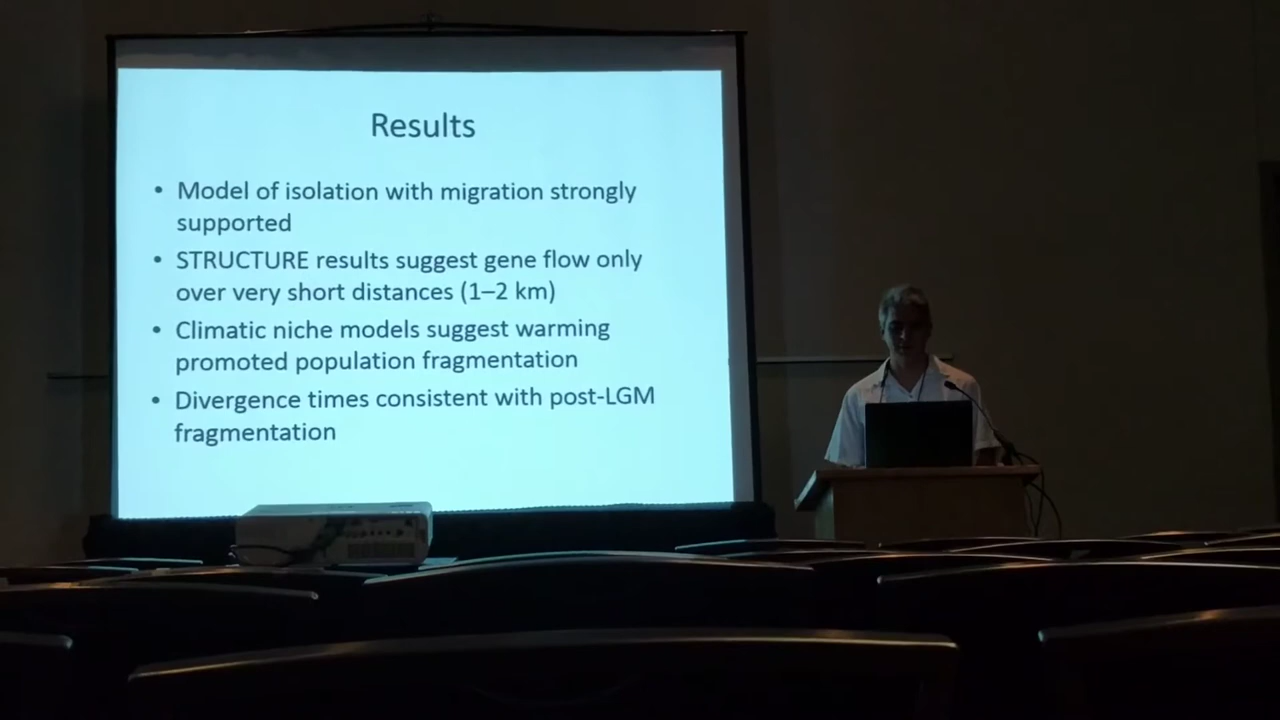 Results
• Model of isolation with migration strongly
supported
• STRUCTURE results suggest gene flow only
over very short distances (1–2 km)
• Climatic niche models suggest warming
promoted population fragmentation
• Divergence times consistent with post-LGM
fragmentation